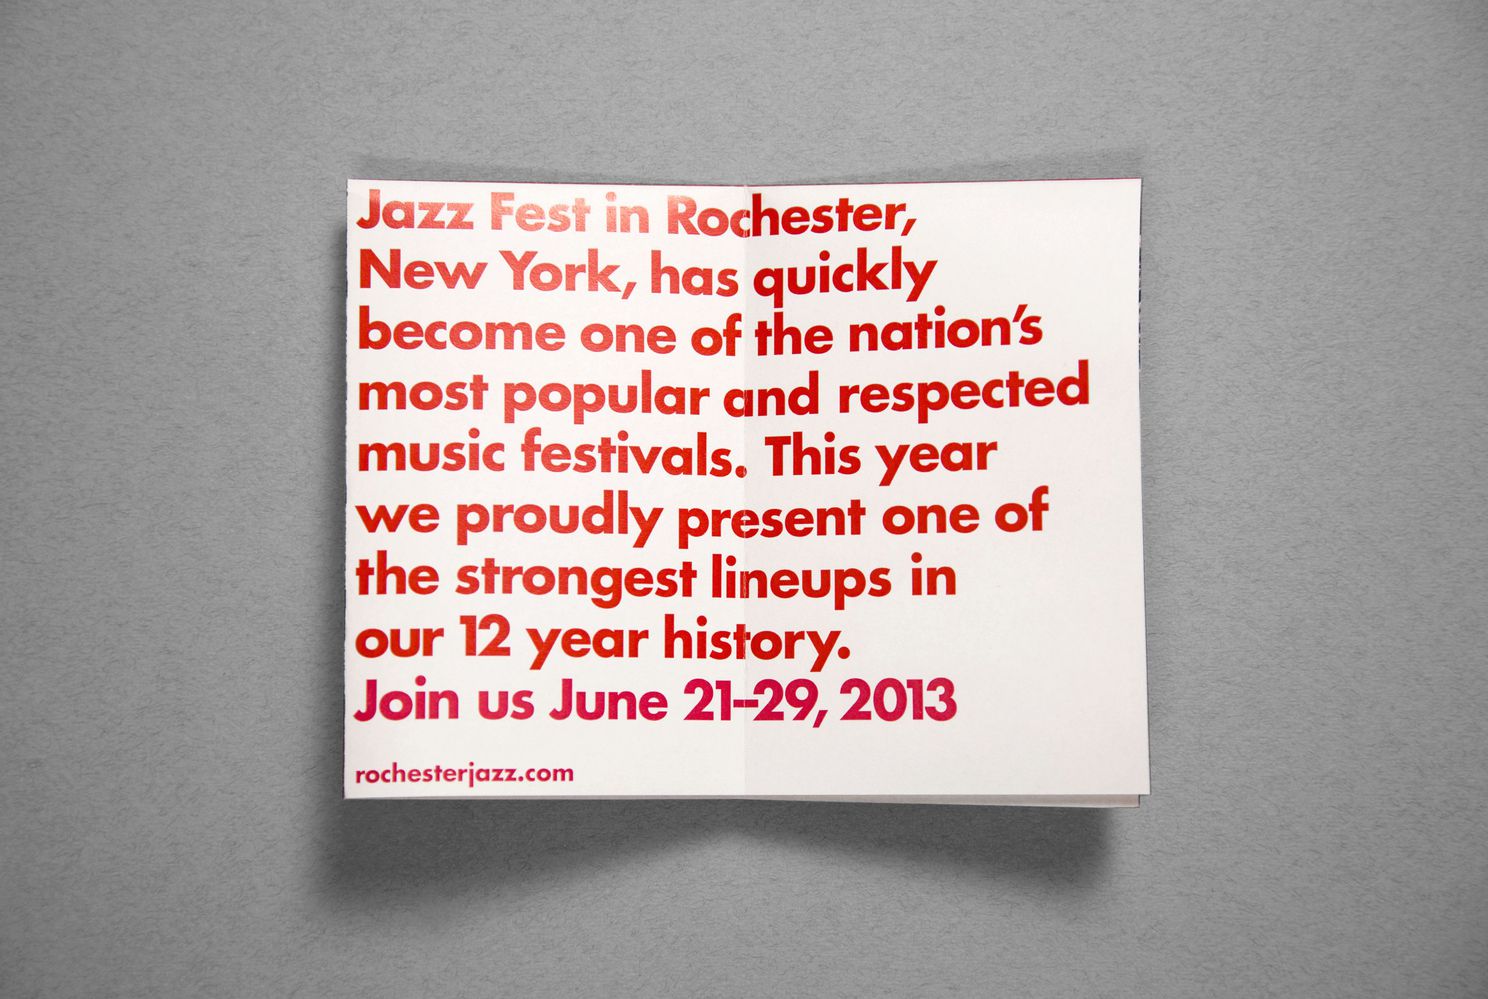 Jazz Fest in Rochester,
New York, has quickly
become one of the nation’s
most popular and respected
music festivals. This year
we proudly present one of
the strongest lineups in
our 12 year history.
Join us June 21–29, 2013
rochesterjazz.com